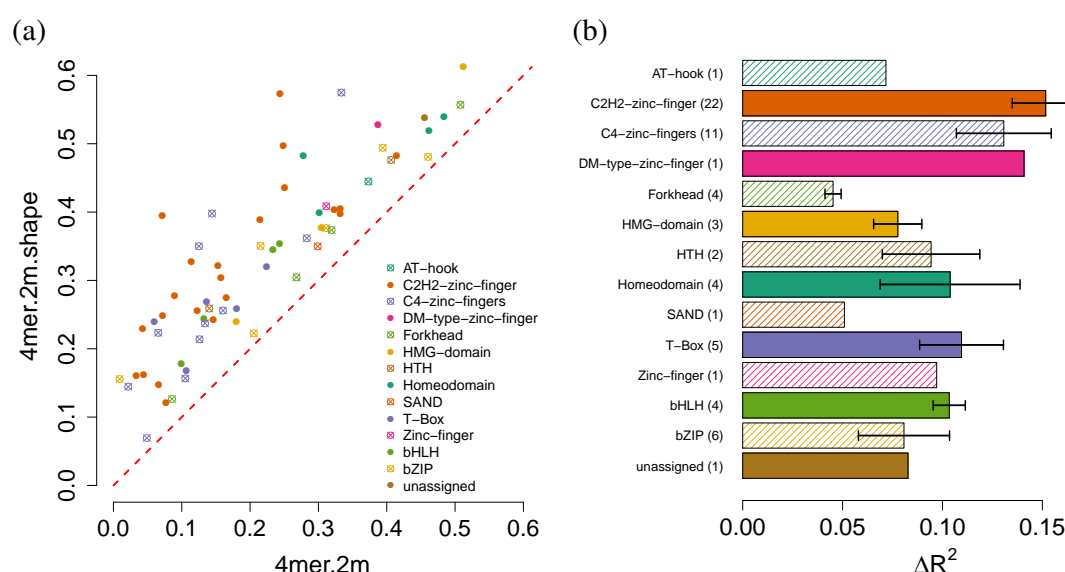 (a)
4mer.2m.shape
0.0 0.1 0.2 0.3 0.4 0.5 0.6
AT−hook
C2H2−zinc−finger
C4−zinc−fingers
DM−type−zinc−finger
Forkhead
HMG−domain
HTH
Homeodomain
SAND
T−Box
Zinc−finger
bHLH
bZIP
unassigned
0.0 0.1 0.2 0.3 0.4 0.5 0.6
4mer.2m
(b)
AT−hook (1)
C2H2−zinc−finger (22)
C4−zinc−fingers (11)
DM−type−zinc−finger (1)
Forkhead (4)
HMG−domain (3)
HTH (2)
Homeodomain (4)
SAND (1)
T−Box (5)
Zinc−finger (1)
bHLH (4)
bZIP (6)
unassigned (1)
0.00 0.05 0.10 0.15
ΔR²